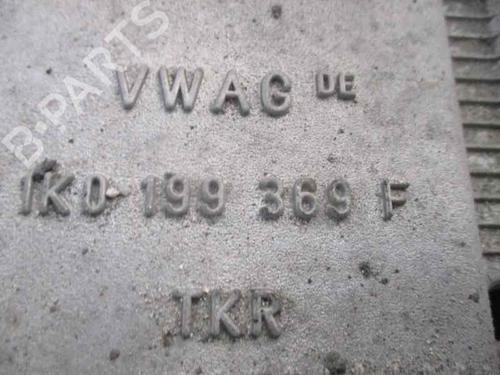 B-PARTS
VWAG DE
1K0 199 369 F
TKR